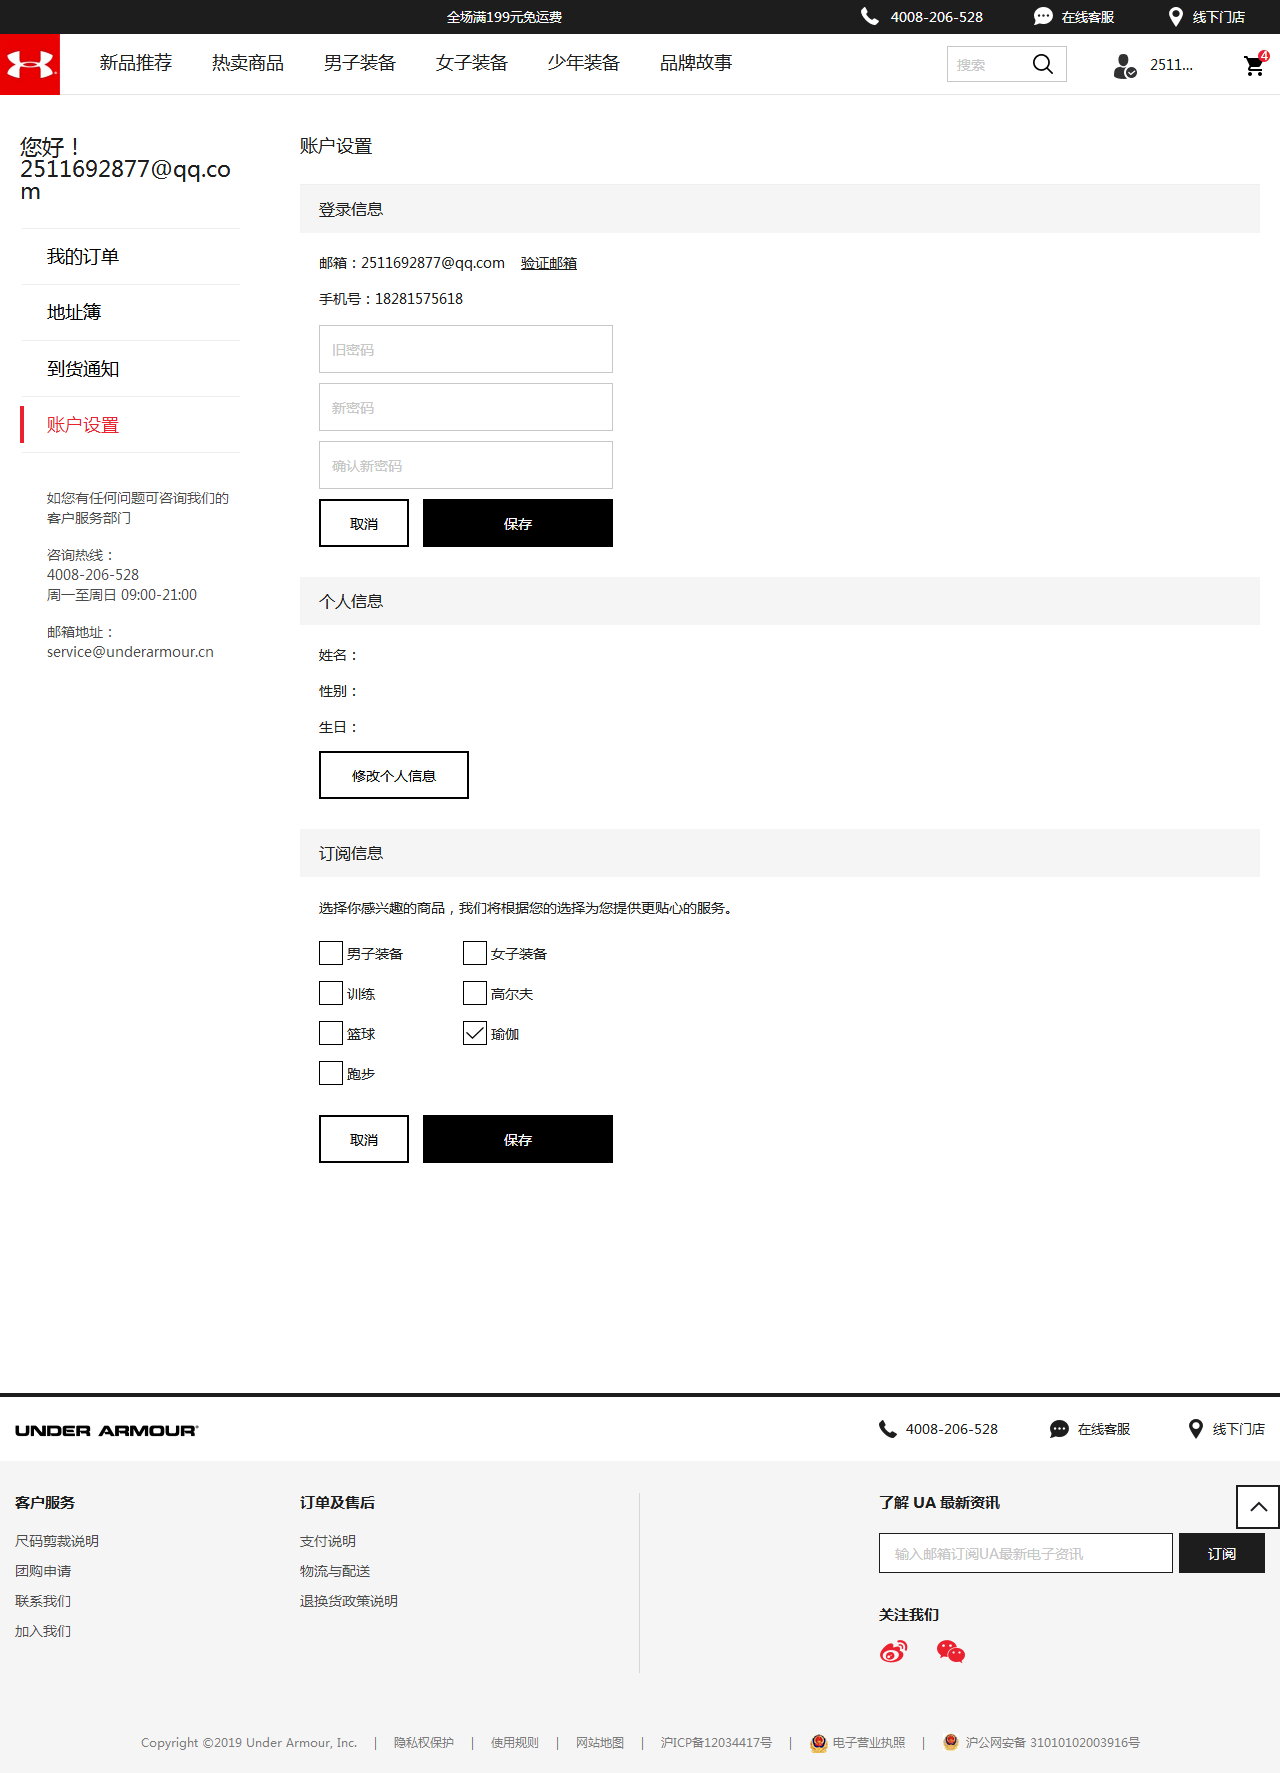 全场满199元免运费
4008-206-528
在线客服
线下门店
新品推荐 热卖商品 男子装备 女子装备 少年装备 品牌故事
搜索
2511...
4
您好！
2511692877@qq.co
m
我的订单
地址簿
到货通知
账户设置
如您有任何问题可咨询我们的
客户服务部门
咨询热线：
4008-206-528
周一至周日 09:00-21:00
邮箱地址：
service@underarmour.cn
账户设置
登录信息
邮箱：2511692877@qq.com 验证邮箱
手机号：18281575618
旧密码
新密码
确认新密码
取消 保存
个人信息
姓名：
性别：
生日：
修改个人信息
订阅信息
选择你感兴趣的商品，我们将根据您的选择为您提供更贴心的服务。
男子装备 女子装备
训练 高尔夫
篮球 瑜伽
跑步
取消 保存
UNDER ARMOUR
4008-206-528
在线客服
线下门店
客户服务
尺码剪裁说明
团购申请
联系我们
加入我们
订单及售后
支付说明
物流与配送
退换货政策说明
了解 UA 最新资讯
输入邮箱订阅UA最新电子资讯
订阅
关注我们
Copyright ©2019 Under Armour, Inc. | 隐私权保护 | 使用规则 | 网站地图 | 沪ICP备12034417号 | 电子营业执照 | 沪公网安备 31010102003916号